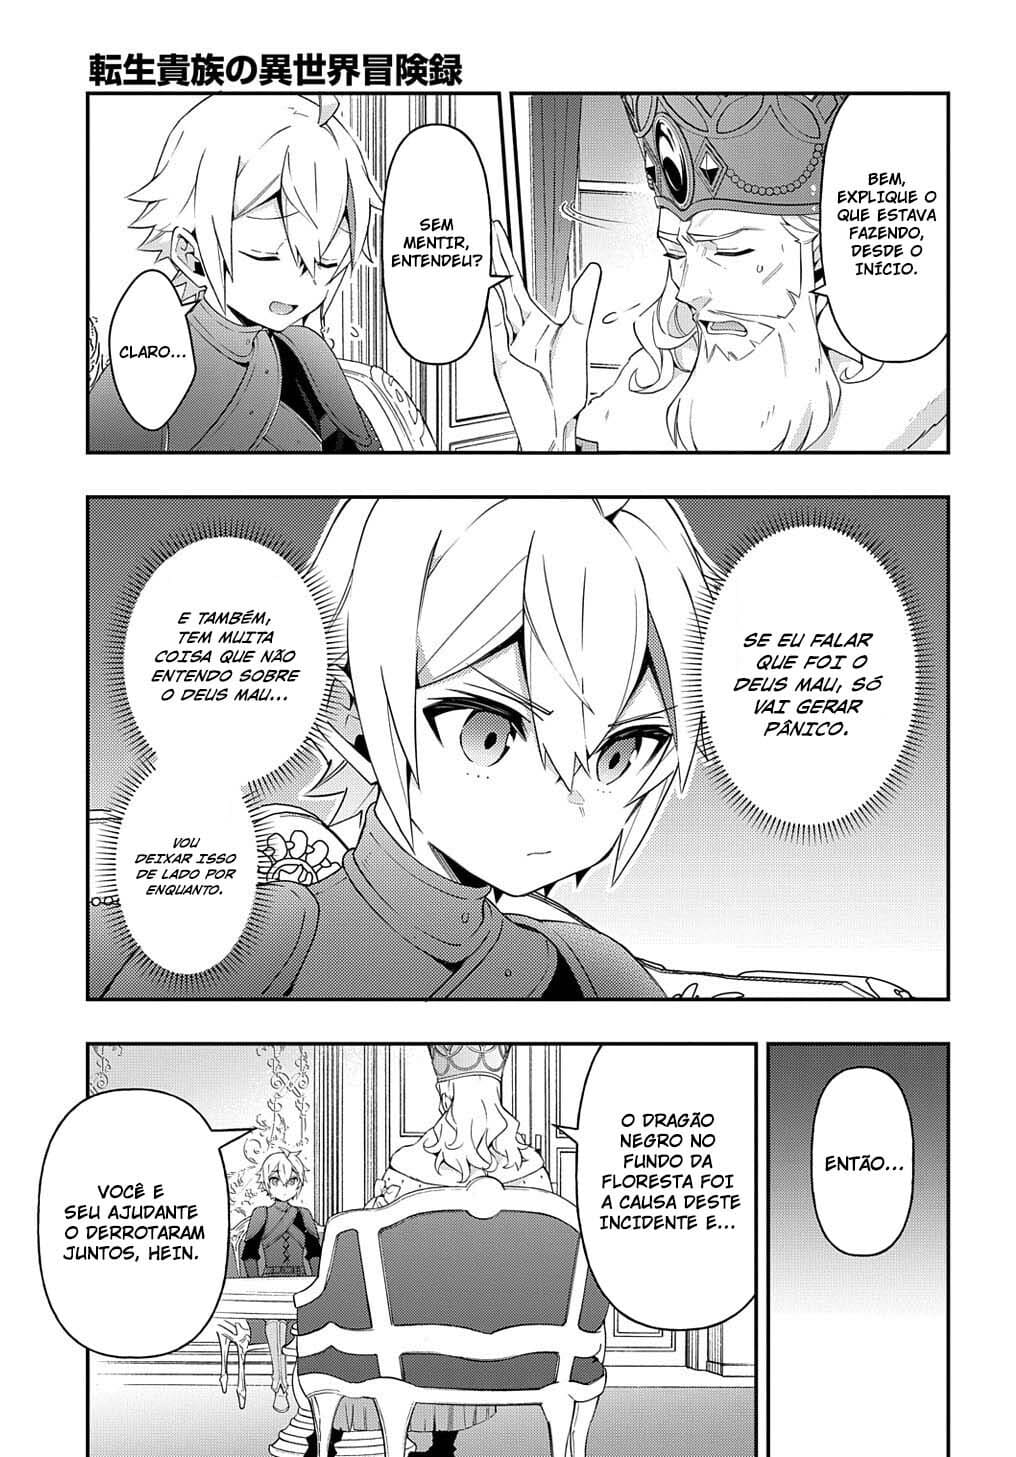 転生貴族の異世界冒険録
BEM,
EXPLIQUE O
QUE ESTAVA
FAZENDO,
DESDE O
INÍCIO.
SEM
MENTIR,
ENTENDEU?
CLARO...
SE EU FALAR
QUE FOI O
DEUS MAU, SÓ
VAI GERAR
PÂNICO.
E TAMBÉM,
TEM MUITA
COISA QUE NÃO
ENTENDO SOBRE
O DEUS MAU...
VOU
DEIXAR ISSO
DE LADO POR
ENQUANTO.
ENTÃO...
O DRAGÃO
NEGRO NO
FUNDO DA
FLORESTA FOI
A CAUSA DESTE
INCIDENTE E...
VOCÊ E
SEU AJUDANTE
O DERROTARAM
JUNTOS, HEIN.